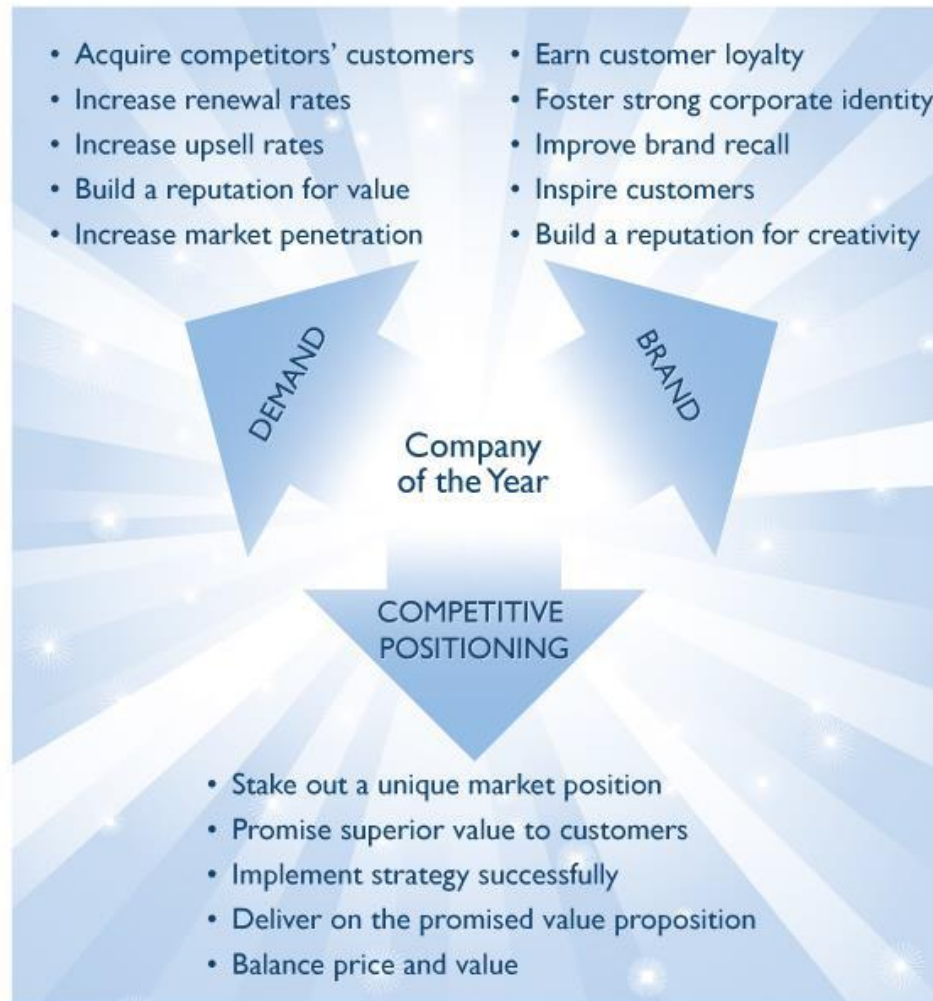 • Acquire competitors’ customers
• Increase renewal rates
• Increase upsell rates
• Build a reputation for value
• Increase market penetration
• Earn customer loyalty
• Foster strong corporate identity
• Improve brand recall
• Inspire customers
• Build a reputation for creativity
DEMAND
BRAND
Company
of the Year
COMPETITIVE
POSITIONING
• Stake out a unique market position
• Promise superior value to customers
• Implement strategy successfully
• Deliver on the promised value proposition
• Balance price and value